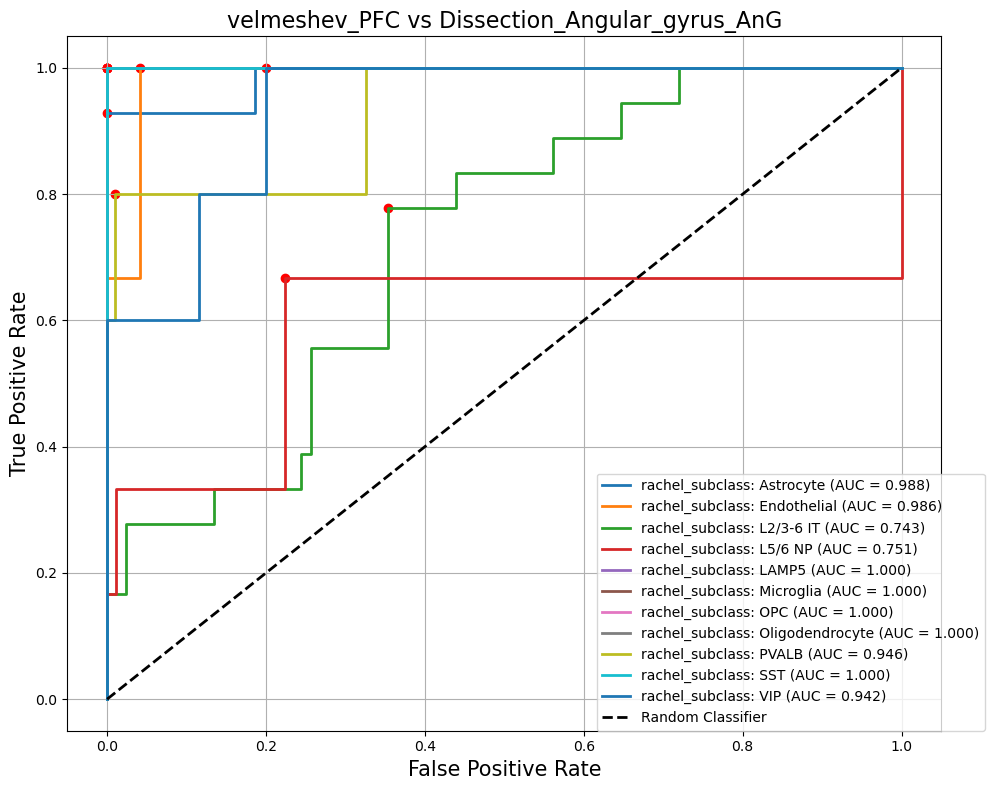 velmeshev_PFC vs Dissection_Angular_gyrus_AnG
True Positive Rate
1.0
0.8
0.6
0.4
0.2
0.0
0.0 0.2 0.4 0.6 0.8 1.0
False Positive Rate
rachel_subclass: Astrocyte (AUC = 0.988)
rachel_subclass: Endothelial (AUC = 0.986)
rachel_subclass: L2/3-6 IT (AUC = 0.743)
rachel_subclass: L5/6 NP (AUC = 0.751)
rachel_subclass: LAMP5 (AUC = 1.000)
rachel_subclass: Microglia (AUC = 1.000)
rachel_subclass: OPC (AUC = 1.000)
rachel_subclass: Oligodendrocyte (AUC = 1.000)
rachel_subclass: PVALB (AUC = 0.946)
rachel_subclass: SST (AUC = 1.000)
rachel_subclass: VIP (AUC = 0.942)
Random Classifier